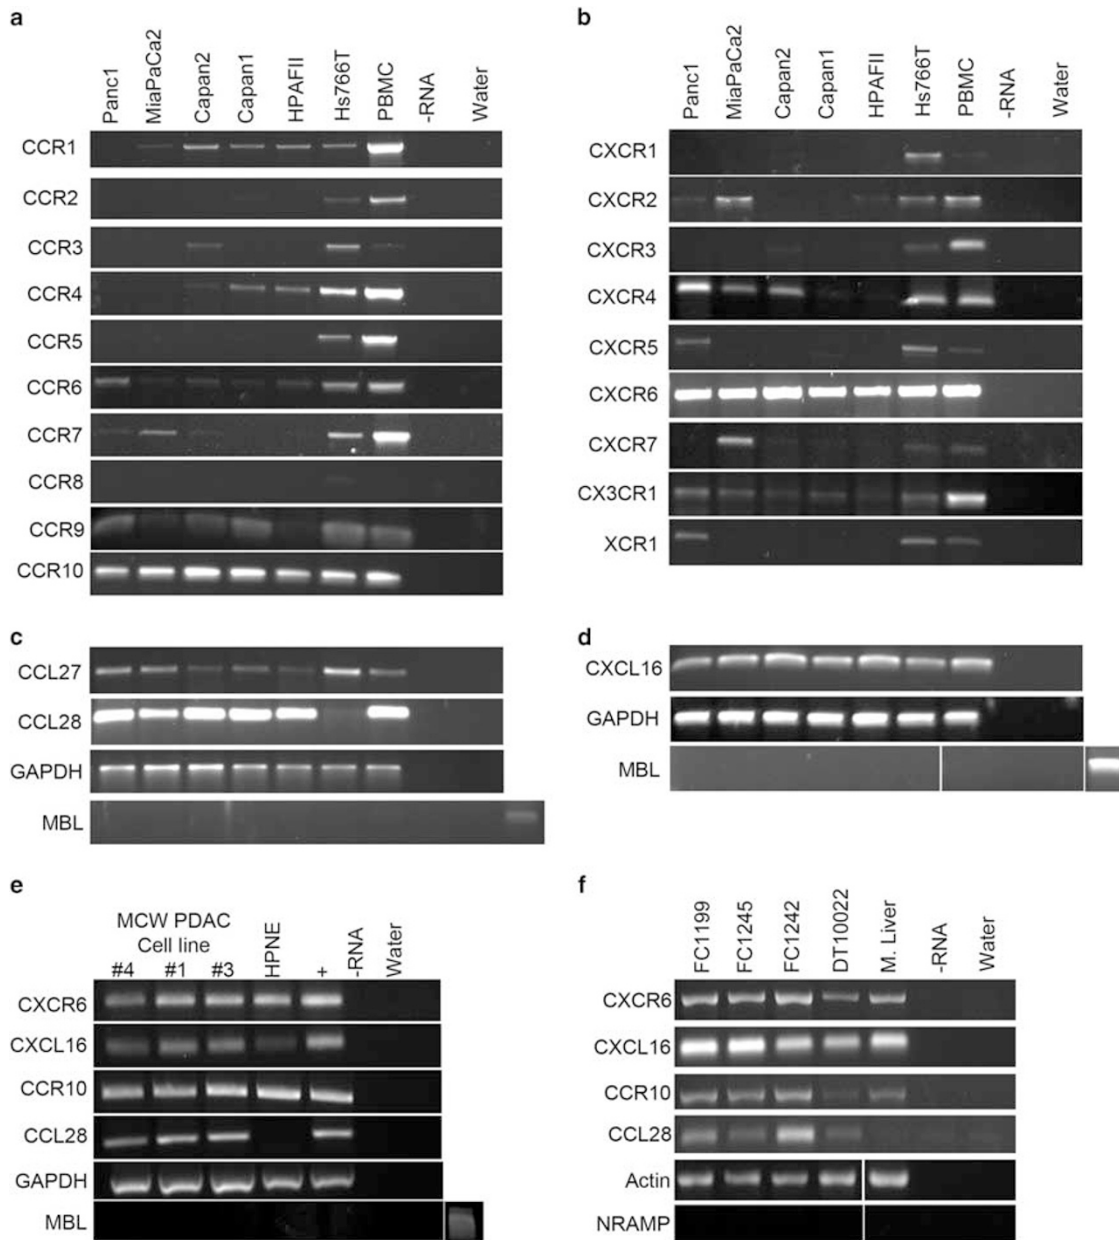 a
Panc1 MiaPaCa2 Capan2 Capan1 HPAFII Hs766T PBMC -RNA Water
CCR1
CCR2
CCR3
CCR4
CCR5
CCR6
CCR7
CCR8
CCR9
CCR10
b
Panc1 MiaPaCa2 Capan2 Capan1 HPAFII Hs766T PBMC -RNA Water
CXCR1
CXCR2
CXCR3
CXCR4
CXCR5
CXCR6
CXCR7
CX3CR1
XCR1
c
CCL27
CCL28
GAPDH
MBL
d
CXCL16
GAPDH
MBL
e
MCW PDAC
Cell line
#4 #1 #3 HPNE + -RNA Water
CXCR6
CXCL16
CCR10
CCL28
GAPDH
MBL
f
FC1199 FC1245 FC1242 DT10022 M. Liver -RNA Water
CXCR6
CXCL16
CCR10
CCL28
Actin
NRAMP